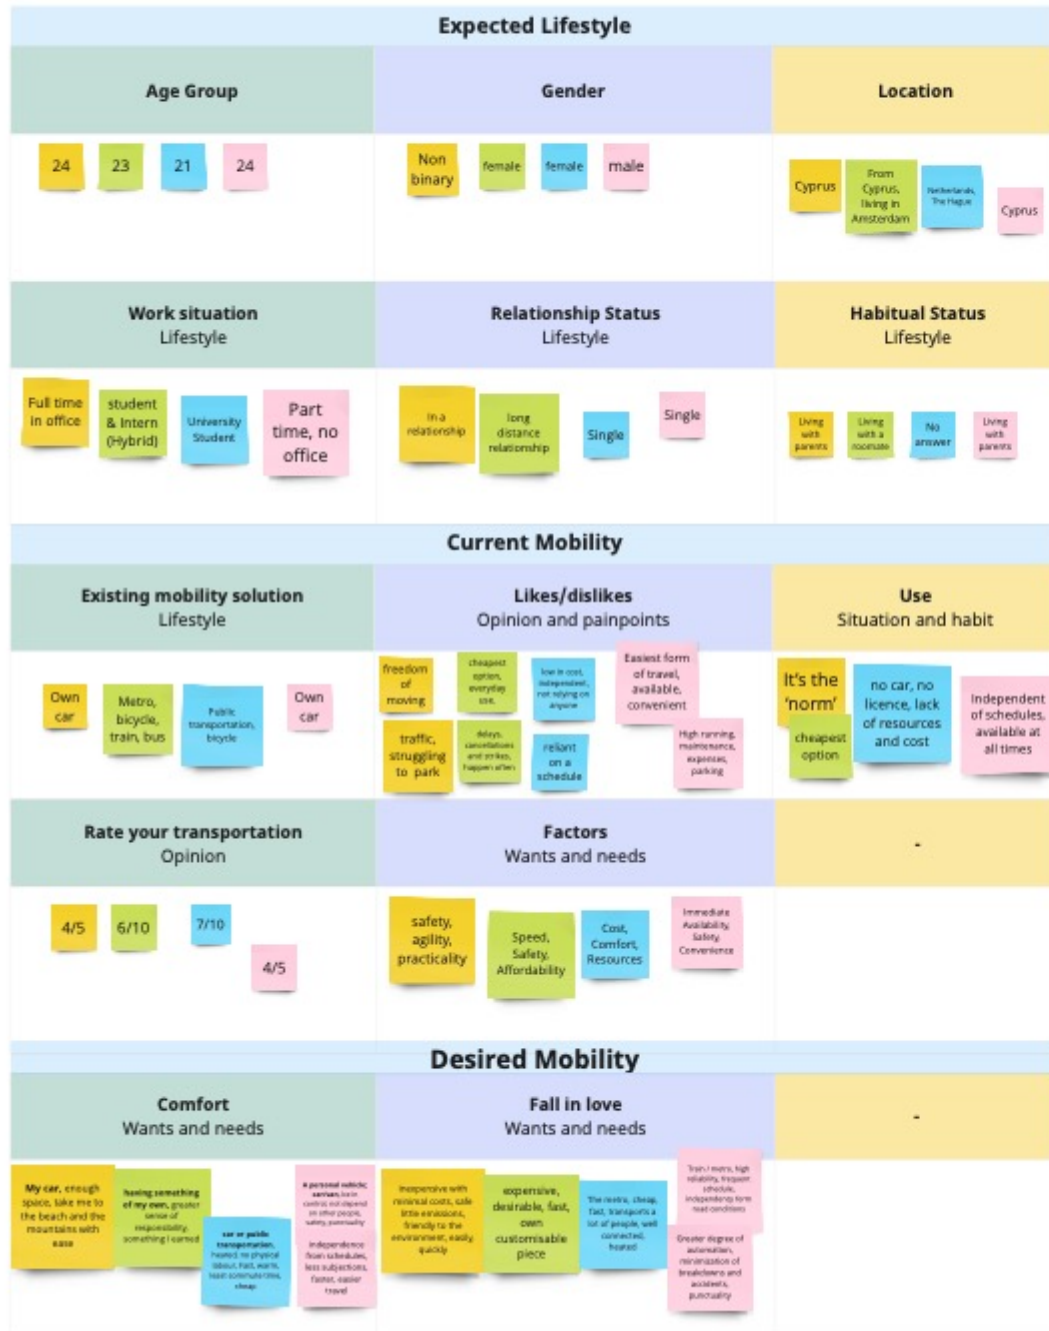 Expected Lifestyle
Age Group
Gender
Location
24
23
21
24
Non
binary
female
female
male
Cyprus
From
Cyprus,
living in
Amsterdam
Netherlands,
The Hague
Cyprus
Work situation
Lifestyle
Relationship Status
Lifestyle
Habitual Status
Lifestyle
Full time
in office
student
& Intern
(Hybrid)
University
Student
Part
time, no
office
In a
relationship
long
distance
relationship
Single
Single
Living
with
parents
Living
with a
roomate
No
answer
Living
with
parents
Current Mobility
Existing mobility solution
Lifestyle
Likes/dislikes
Opinion and painpoints
Use
Situation and habit
Own
car
Metro,
bicycle,
train, bus
Public
transportation,
bicycle
Own
car
freedom
of
moving
cheapest
option,
everyday
use,
low in cost,
independent,
not relying on
anyone
Easiest form
of travel,
available,
convenient
traffic,
struggling
to park
delays,
cancellations
and strikes,
happen often
reliant
on a
schedule
High running,
maintenance,
expenses,
parking
It's the
'norm'
cheapest
option
no car, no
licence, lack
of resources
and cost
Independent
of schedules,
available at
all times
Rate your transportation
Opinion
Factors
Wants and needs
-
4/5
6/10
7/10
4/5
safety,
agility,
practicality
Speed,
Safety,
Affordability
Cost,
Comfort,
Resources
Immediate
Availability,
Safety,
Convenience
Desired Mobility
Comfort
Wants and needs
Fall in love
Wants and needs
-
My car, enough
space, take me to
the beach and the
mountains with
ease
having something
of my own, greater
sense of
responsibility,
something I earned
car or public
transportation,
heated, no physical
labour, Fast, warm,
least commute time,
cheap
A personal vehicle;
car/van,
control, not depend
on other people,
safety, punctuality
independence
from schedules,
less subjections,
faster, easier
travel
Inexpensive with
minimal costs, safe
little emissions,
friendly to the
environment, easily,
quickly
expensive,
desirable, fast,
own
customisable
piece
The metro, cheap,
fast, transports a
lot of people, well
connected,
heated
Train / metro, high
reliability, frequent
schedule,
independency form
road conditions
Greater degree of
automation,
minimization of
breakdowns and
accidents,
punctuality